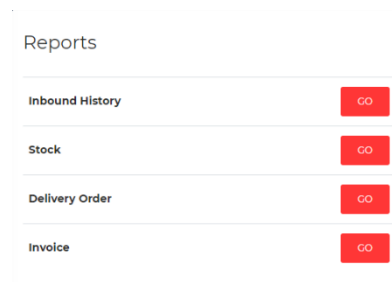 Reports
Inbound History GO
Stock GO
Delivery Order GO
Invoice GO